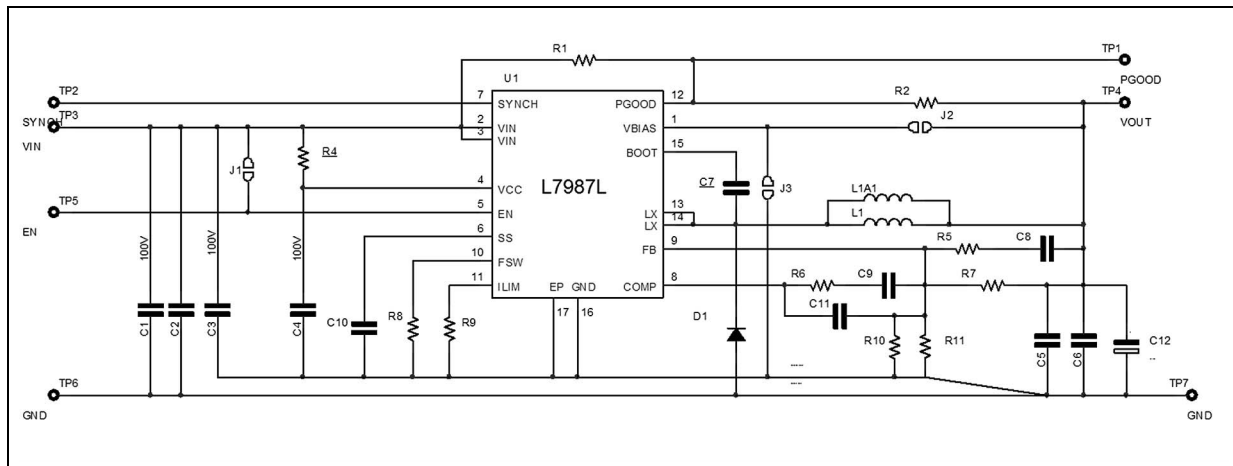 R1
TP1
PGOOD
U1
TP2
7
SYNCH
PGOOD
12
R2
TP4
SYNCH
TP3
2
VIN
VBIAS
1
J2
VOUT
VIN
3
VIN
BOOT
15
J1
R4
C7
J3
L7987L
4
VCC
L1A1
TP5
5
EN
LX
13
L1
EN
LX
14
6
SS
FB
9
R5
C8
100V
100V
100V
10
FSW
11
ILIM
EP
GND
COMP
8
R6
C9
R7
17
16
C11
C1
C2
C3
C4
C10
R8
R9
D1
R10
R11
C5
C6
C12
--
TP6
TP7
GND
GND